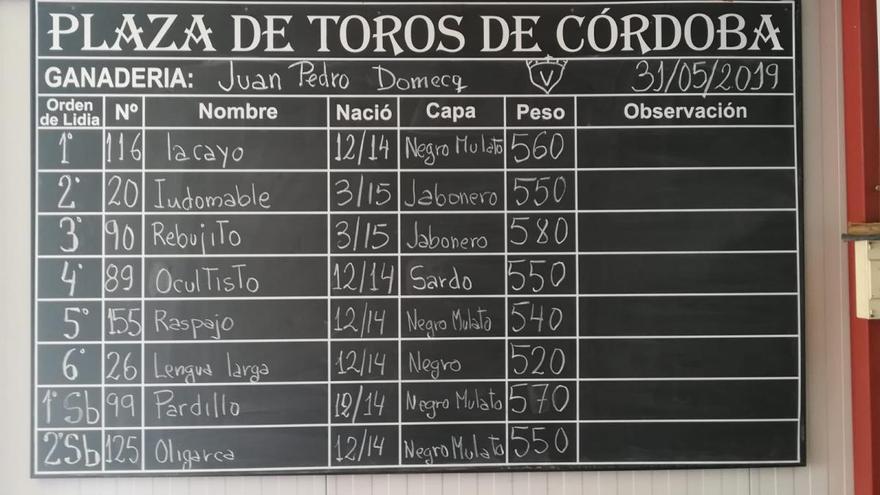 PLAZA DE TOROS DE CÓRDOBA
GANADERIA: Juan Pedro Domecq V 31/05/2019
Orden de Lidia Nº Nombre Nació Capa Peso Observación
1º 116 lacayo 12/14 Negro Mulato 560
2º 20 Indomable 3/15 Jabonero 550
3º 90 Rebujito 3/15 Jabonero 580
4º 89 OculTisTo 12/14 Sardo 550
5º 155 Raspajo 12/14 Negro Mulato 540
6º 26 Lengua larga 12/14 Negro 520
1º Sb 99 Pardillo 12/14 Negro Mulato 570
2º Sb 125 Oligarca 12/14 Negro Mulato 550